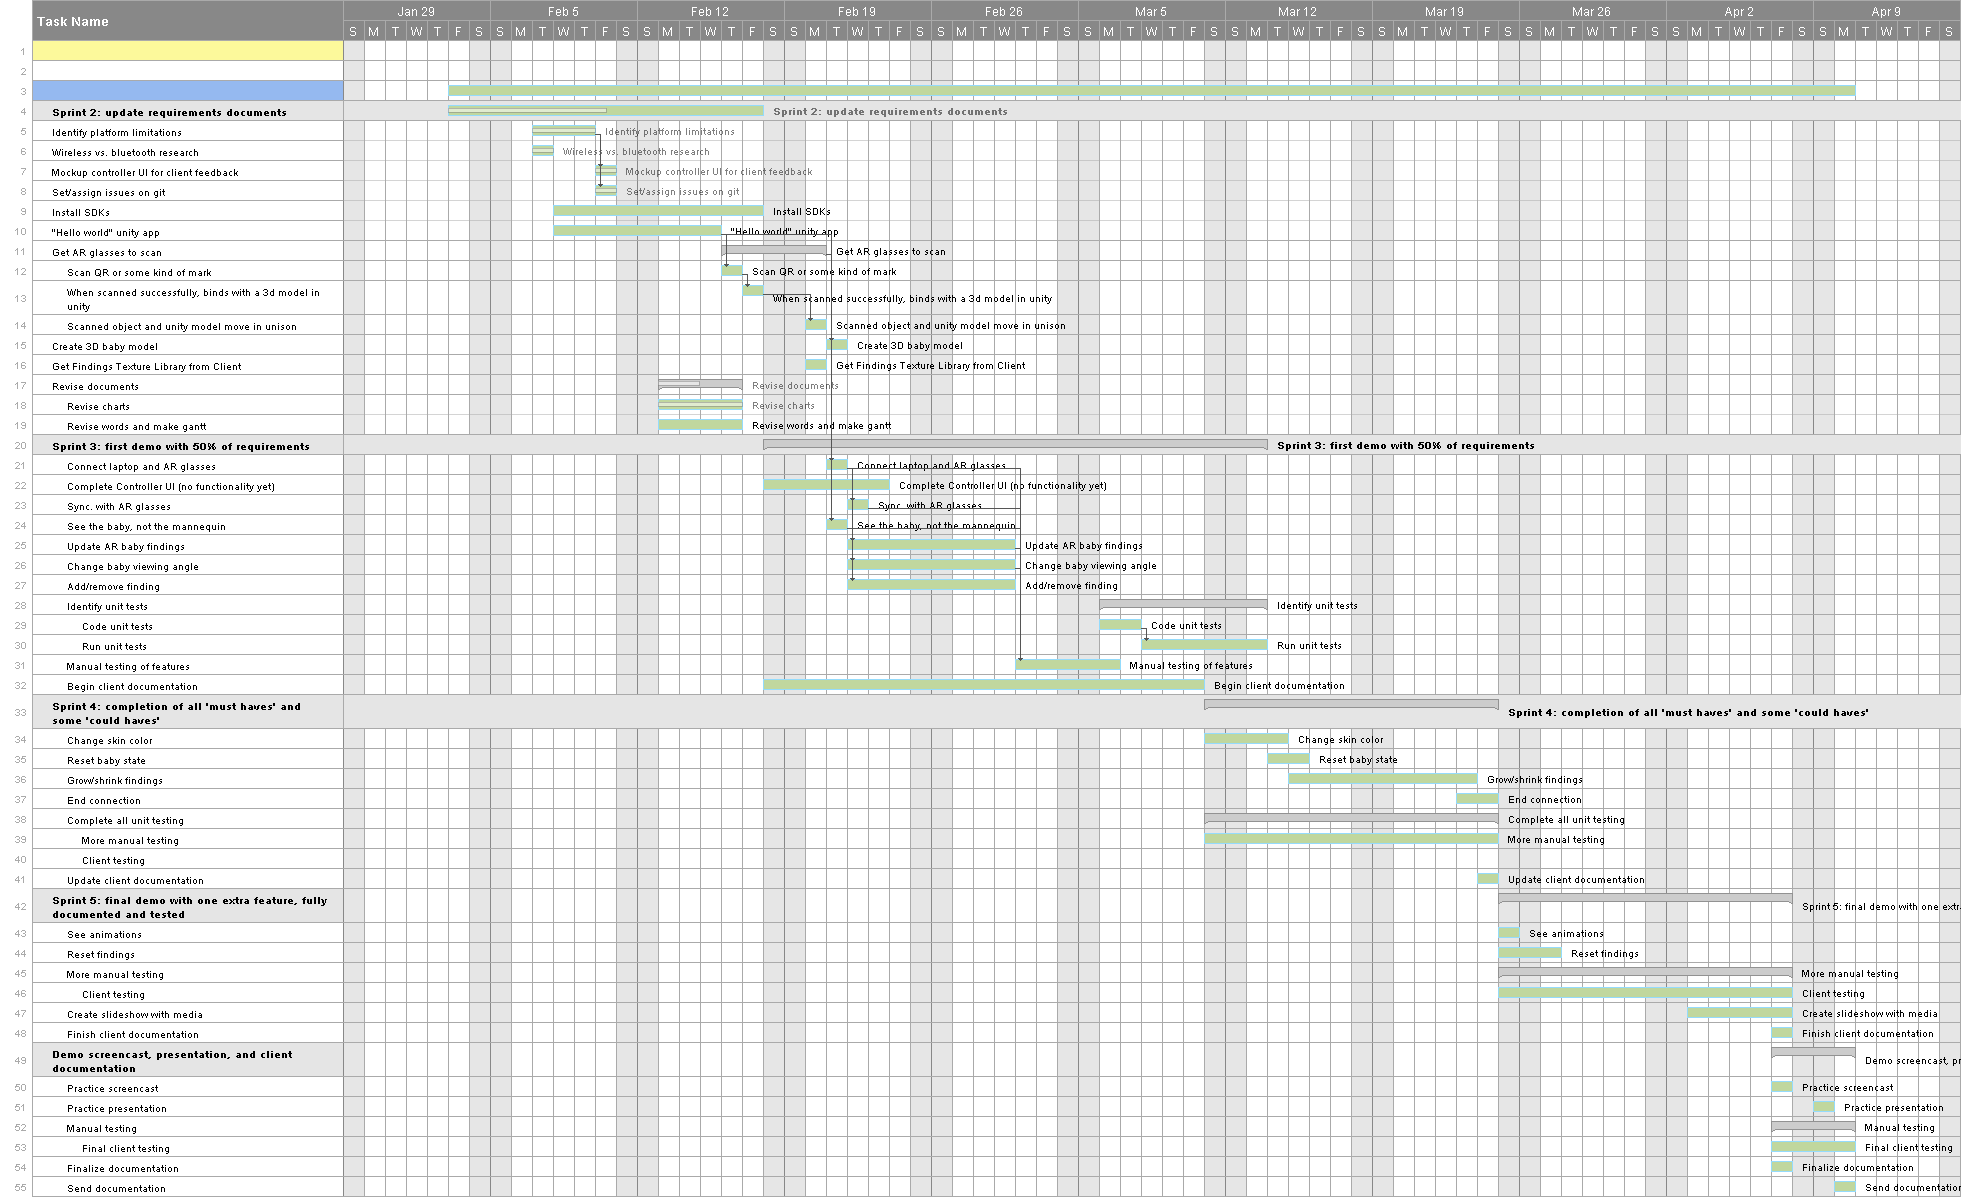 Task Name
Jan 29 Feb 5 Feb 12 Feb 19 Feb 26 Mar 5 Mar 12 Mar 19 Mar 26 Apr 2 Apr 9
S M T W T F S S M T W T F S S M T W T F S S M T W T F S S M T W T F S S M T W T F S S M T W T F S S M T W T F S S M T W T F S S M T W T F S S M T W T F S
1
2
3
4 Sprint 2: update requirements documents Sprint 2: update requirements documents
5 Identify platform limitations Identify platform limitations
6 Wireless vs. bluetooth research Wireless vs. bluetooth research
7 Mockup controller UI for client feedback Mockup controller UI for client feedback
8 Set/assign issues on git Set/assign issues on git
9 Install SDKs Install SDKs
10 "Hello world" unity app "Hello world" unity app
11 Get AR glasses to scan Get AR glasses to scan
12 Scan QR or some kind of mark Scan QR or some kind of mark
13 When scanned successfully, binds with a 3d model in
unity When scanned successfully, binds with a 3d model in unity
14 Scanned object and unity model move in unison Scanned object and unity model move in unison
15 Create 3D baby model Create 3D baby model
16 Get Findings Texture Library from Client Get Findings Texture Library from Client
17 Revise documents Revise documents
18 Revise charts Revise charts
19 Revise words and make gantt Revise words and make gantt
20 Sprint 3: first demo with 50% of requirements Sprint 3: first demo with 50% of requirements
21 Connect laptop and AR glasses Connect laptop and AR glasses
22 Complete Controller UI (no functionality yet) Complete Controller UI (no functionality yet)
23 Sync. with AR glasses Sync. with AR glasses
24 See the baby, not the mannequin See the baby, not the mannequin
25 Update AR baby findings Update AR baby findings
26 Change baby viewing angle Change baby viewing angle
27 Add/remove finding Add/remove finding
28 Identify unit tests Identify unit tests
29 Code unit tests Code unit tests
30 Run unit tests Run unit tests
31 Manual testing of features Manual testing of features
32 Begin client documentation Begin client documentation
33 Sprint 4: completion of all 'must haves' and
some 'could haves' Sprint 4: completion of all 'must haves' and some 'could haves'
34 Change skin color Change skin color
35 Reset baby state Reset baby state
36 Grow/shrink findings Grow/shrink findings
37 End connection End connection
38 Complete all unit testing Complete all unit testing
39 More manual testing More manual testing
40 Client testing
41 Update client documentation Update client documentation
42 Sprint 5: final demo with one extra feature, fully
documented and tested Sprint 5: final demo with one extr
43 See animations See animations
44 Reset findings Reset findings
45 More manual testing More manual testing
46 Client testing Client testing
47 Create slideshow with media Create slideshow with media
48 Finish client documentation Finish client documentation
49 Demo screencast, presentation, and client
documentation Demo screencast, pr
50 Practice screencast Practice screencast
51 Practice presentation Practice presentation
52 Manual testing Manual testing
53 Final client testing Final client testing
54 Finalize documentation Finalize documentation
55 Send documentation Send documentation